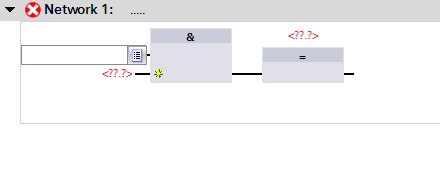 Network 1: .....
& <??.?>
<??.?> =